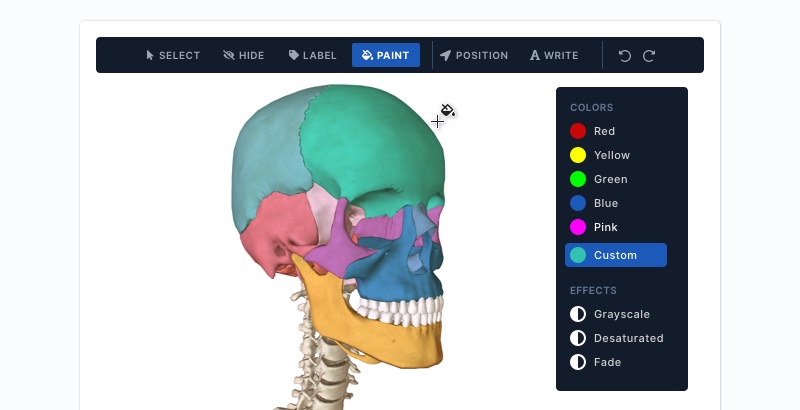 SELECT HIDE LABEL PAINT POSITION WRITE
COLORS
Red
Yellow
Green
Blue
Pink
Custom
EFFECTS
Grayscale
Desaturated
Fade